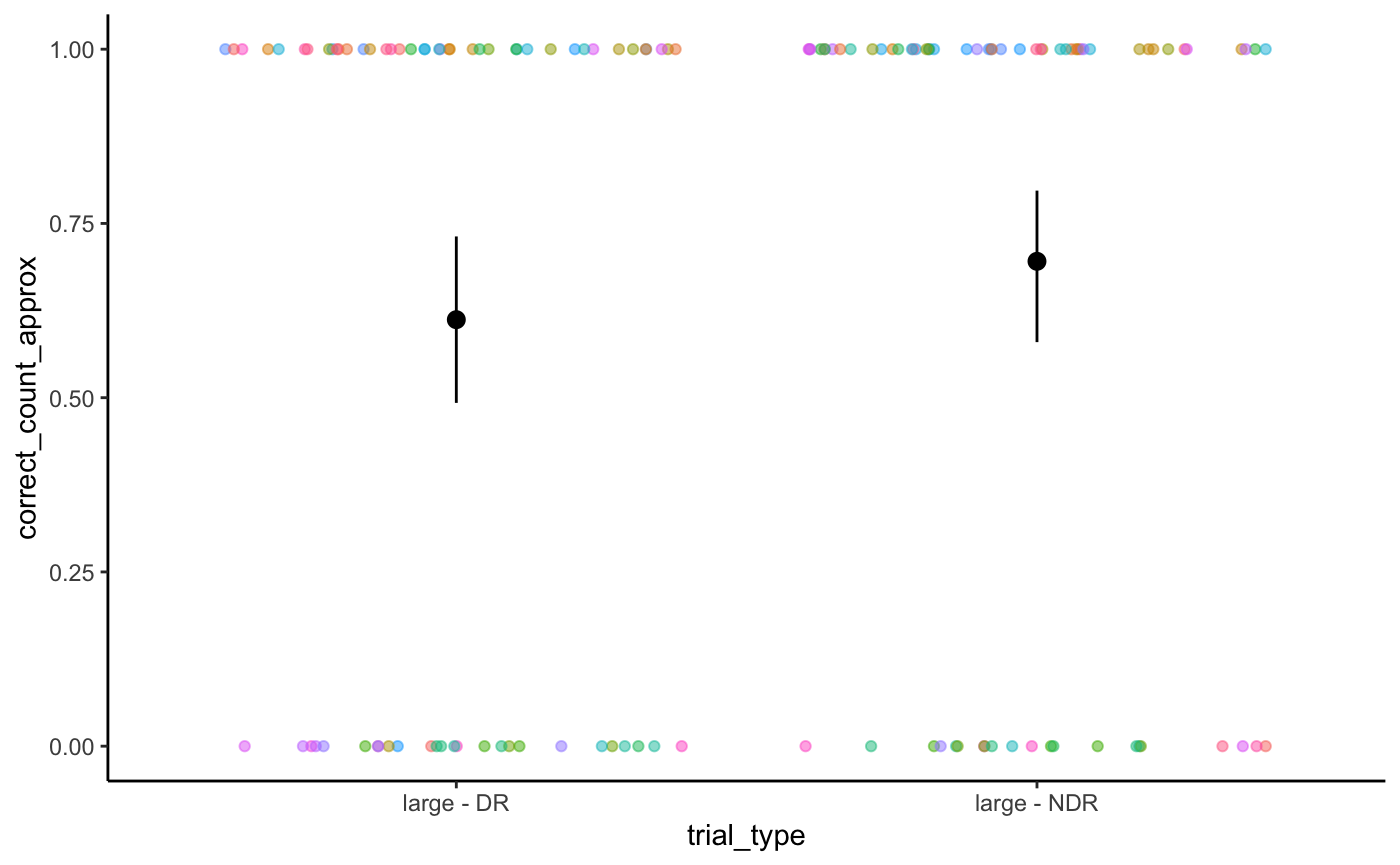 correct_count_approx
1.00
0.75
0.50
0.25
0.00
large - DR
large - NDR
trial_type